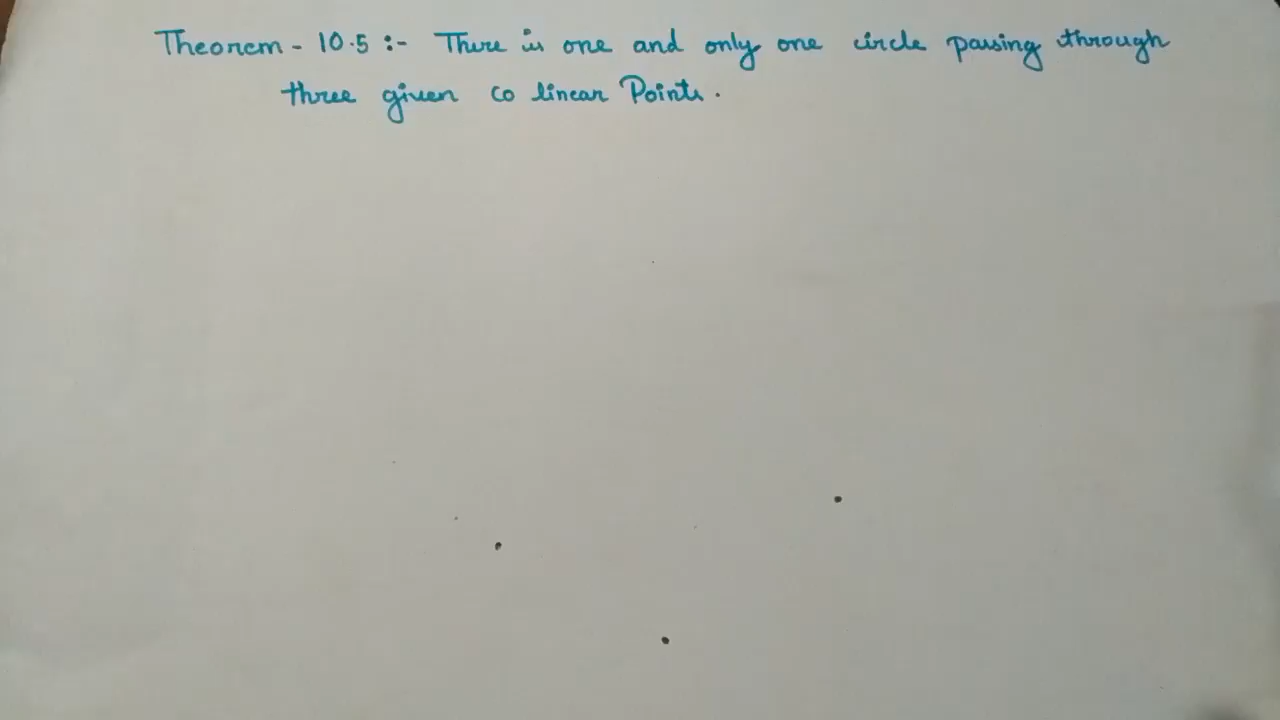 Theorem - 10.5 :- There is one and only one circle passing through
three given co linear Points.